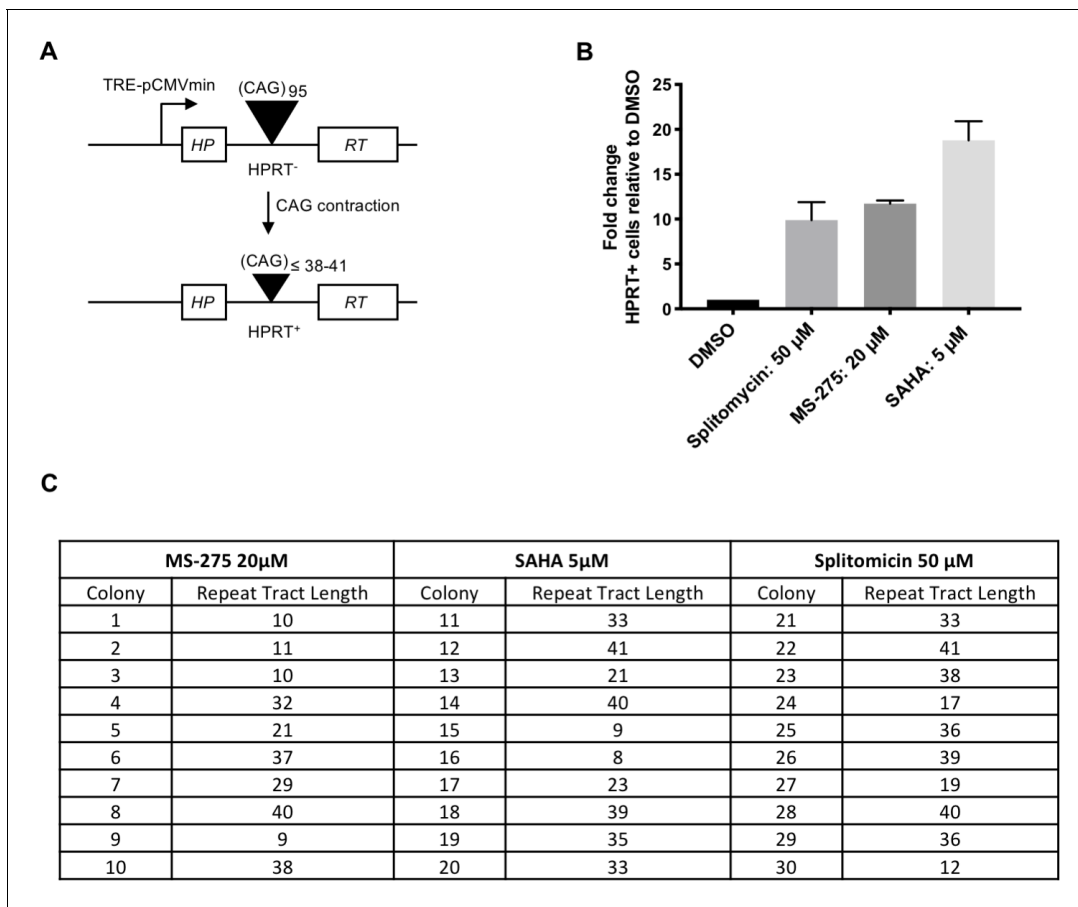 A
TRE-pCMVmin
(CAG)95
HP
RT
HPRT-
CAG contraction
(CAG)≤ 38-41
HP
RT
HPRT+
B
Fold change
HPRT+ cells relative to DMSO
25
20
15
10
5
0
DMSO
Splitomycin: 50 µM
MS-275: 20 µM
SAHA: 5 µM
C
MS-275 20µM SAHA 5µM Splitomicin 50 µM
Colony Repeat Tract Length Colony Repeat Tract Length Colony Repeat Tract Length
1 10 11 33 21 33
2 11 12 41 22 41
3 10 13 21 23 38
4 32 14 40 24 17
5 21 15 9 25 36
6 37 16 8 26 39
7 29 17 23 27 19
8 40 18 39 28 40
9 9 19 35 29 36
10 38 20 33 30 12